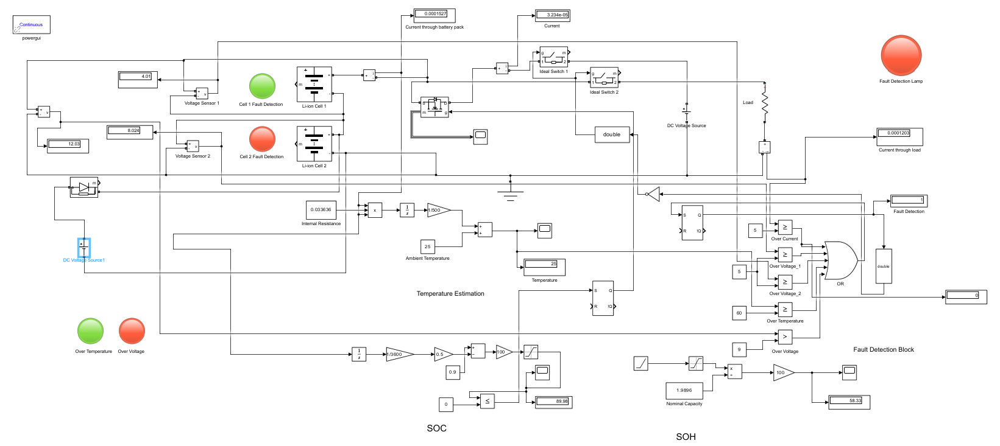 Continuous
powergui
0.0001527
Current through battery pack
3.234e-05
Current
Fault Detection Lamp
4.01
Voltage Sensor 1
Cell 1 Fault Detection
Li-ion Cell 1
Ideal Switch 1
Ideal Switch 2
Load
DC Voltage Source
double
0.0001203
Current through load
8.024
12.03
Voltage Sensor 2
Cell 2 Fault Detection
Li-ion Cell 2
+
-
v
+
-
v
+
-
v
+
-
m
+
-
m
+
i
-
+
i
-
g
m
1
2
g
m
1
2
S
D
m
g
m
0.033636
Internal Resistance
x
1
s
1/500
+
+
25
Ambient Temperature
25
Temperature
Temperature Estimation
DC Voltage Source1
S
Q
R
!Q
1
Fault Detection
5
≥
Over Current
≥
Over Voltage_1
5
≥
Over Voltage_2
OR
double
0
60
≥
Over Temperature
>
Over Voltage
9
Fault Detection Block
S
Q
R
!Q
Over Temperature
Over Voltage
1
s
1/3600
0.5
+
−
100
0.9
0
≤
89.98
SOC
x
÷
1.9896
Nominal Capacity
100
58.33
SOH